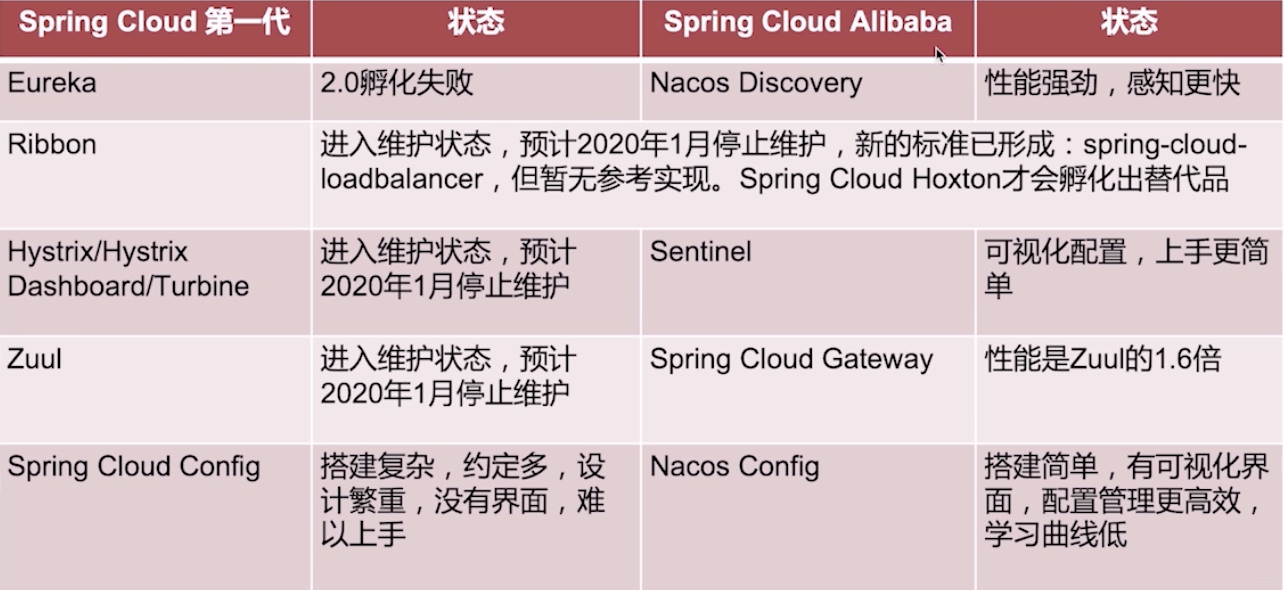 Spring Cloud 第一代
状态
Spring Cloud Alibaba
状态
Eureka
2.0孵化失败
Nacos Discovery
性能强劲，感知更快
Ribbon
进入维护状态，预计2020年1月停止维护，新的标准已形成：spring-cloud-
loadbalancer，但暂无参考实现。Spring Cloud Hoxton才会孵化出替代品
Hystrix/Hystrix
Dashboard/Turbine
进入维护状态，预计
2020年1月停止维护
Sentinel
可视化配置，上手更简
单
Zuul
进入维护状态，预计
2020年1月停止维护
Spring Cloud Gateway
性能是Zuul的1.6倍
Spring Cloud Config
搭建复杂，约定多，设
计繁重，没有界面，难
以上手
Nacos Config
搭建简单，有可视化界
面，配置管理更高效，
学习曲线低